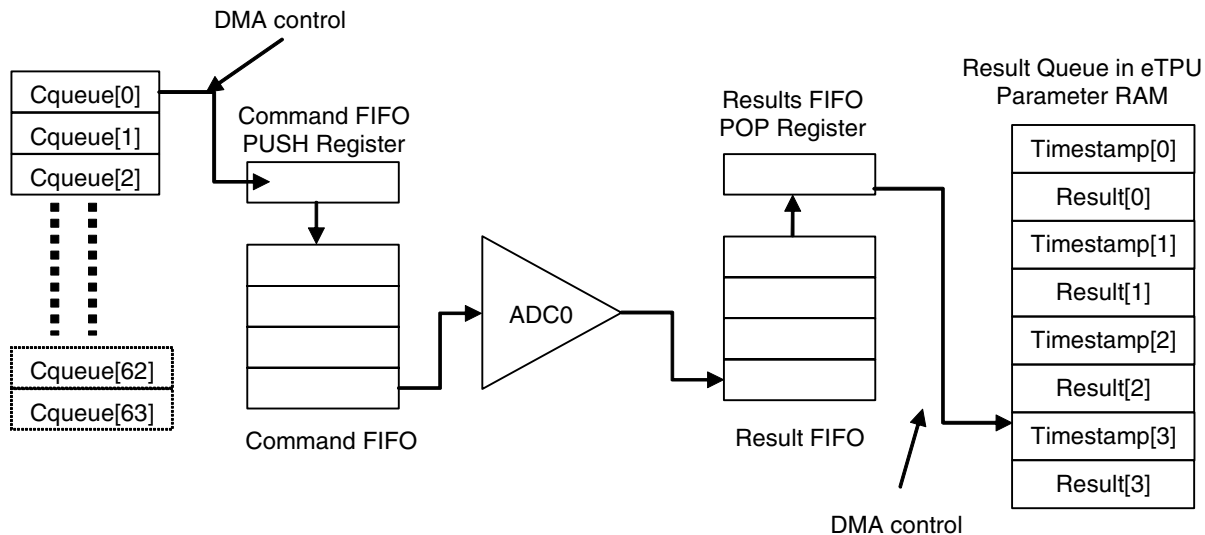 DMA control
Cqueue[0]
Cqueue[1]
Cqueue[2]
Cqueue[62]
Cqueue[63]
Command FIFO
PUSH Register
Command FIFO
ADC0
Results FIFO
POP Register
Result FIFO
DMA control
Result Queue in eTPU
Parameter RAM
Timestamp[0]
Result[0]
Timestamp[1]
Result[1]
Timestamp[2]
Result[2]
Timestamp[3]
Result[3]